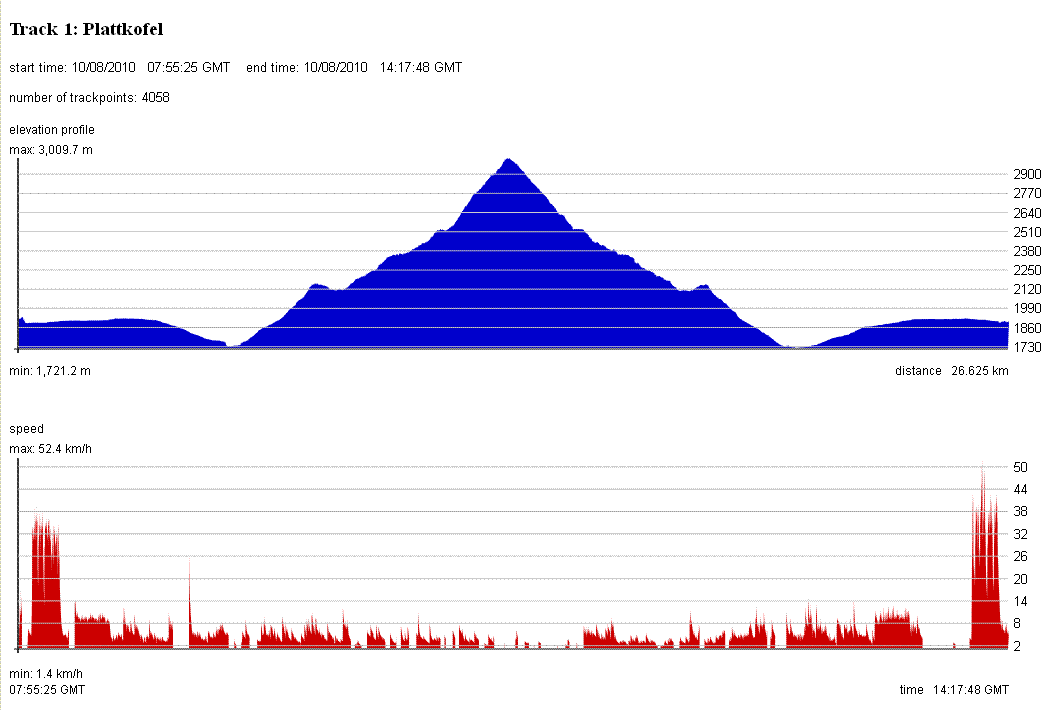 Track 1: Plattkofel
start time: 10/08/2010 07:55:25 GMT end time: 10/08/2010 14:17:48 GMT
number of trackpoints: 4058
elevation profile
max: 3,009.7 m
2900
2770
2640
2510
2380
2250
2120
1990
1860
1730
min: 1,721.2 m distance 26.625 km
speed
max: 52.4 km/h
50
44
38
32
26
20
14
8
2
min: 1.4 km/h
07:55:25 GMT time 14:17:48 GMT